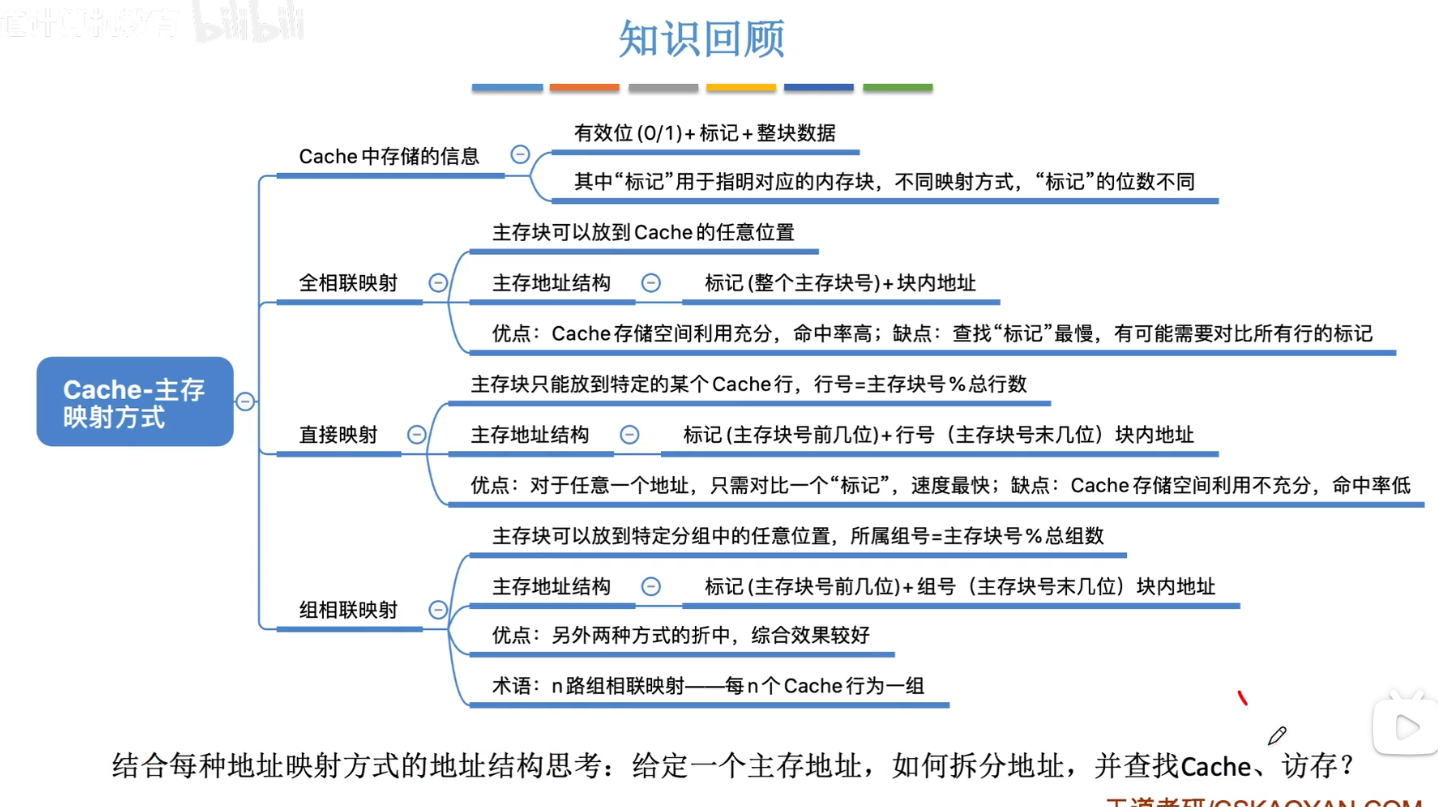 道计算机教育 bilibili
知识回顾
有效位(0/1)+标记+整块数据
Cache中存储的信息
其中“标记”用于指明对应的内存块，不同映射方式，“标记”的位数不同
主存块可以放到Cache的任意位置
全相联映射
主存地址结构
标记(整个主存块号)+块内地址
优点：Cache存储空间利用充分，命中率高；缺点：查找“标记”最慢，有可能需要对比所有行的标记
Cache-主存
映射方式
主存块只能放到特定的某个Cache行，行号=主存块号%总行数
直接映射
主存地址结构
标记(主存块号前几位)+行号（主存块号末几位）块内地址
优点：对于任意一个地址，只需对比一个“标记”，速度最快；缺点：Cache存储空间利用不充分，命中率低
主存块可以放到特定分组中的任意位置，所属组号=主存块号%总组数
主存地址结构
标记(主存块号前几位)+组号（主存块号末几位）块内地址
组相联映射
优点：另外两种方式的折中，综合效果较好
术语：n路组相联映射——每n个Cache行为一组
结合每种地址映射方式的地址结构思考：给定一个主存地址，如何拆分地址，并查找Cache、访存？
王道考研/CSKAOYAN.COM